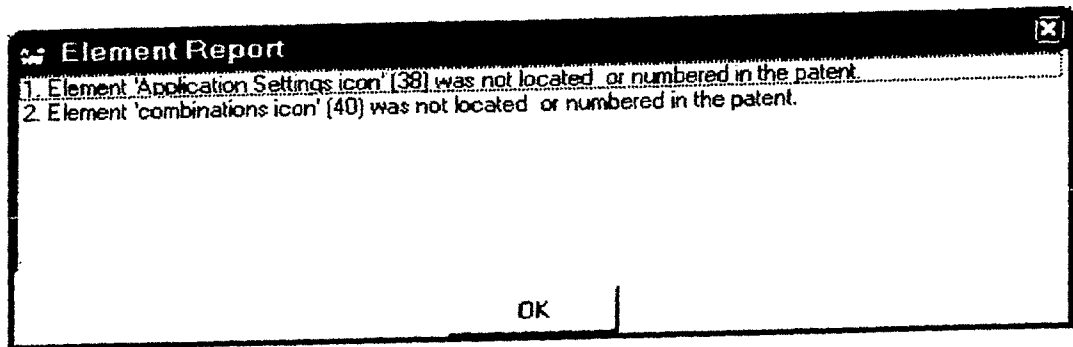 Element Report
1. Element 'Application Settings icon' (38) was not located or numbered in the patent.
2. Element 'combinations icon' (40) was not located or numbered in the patent.
OK